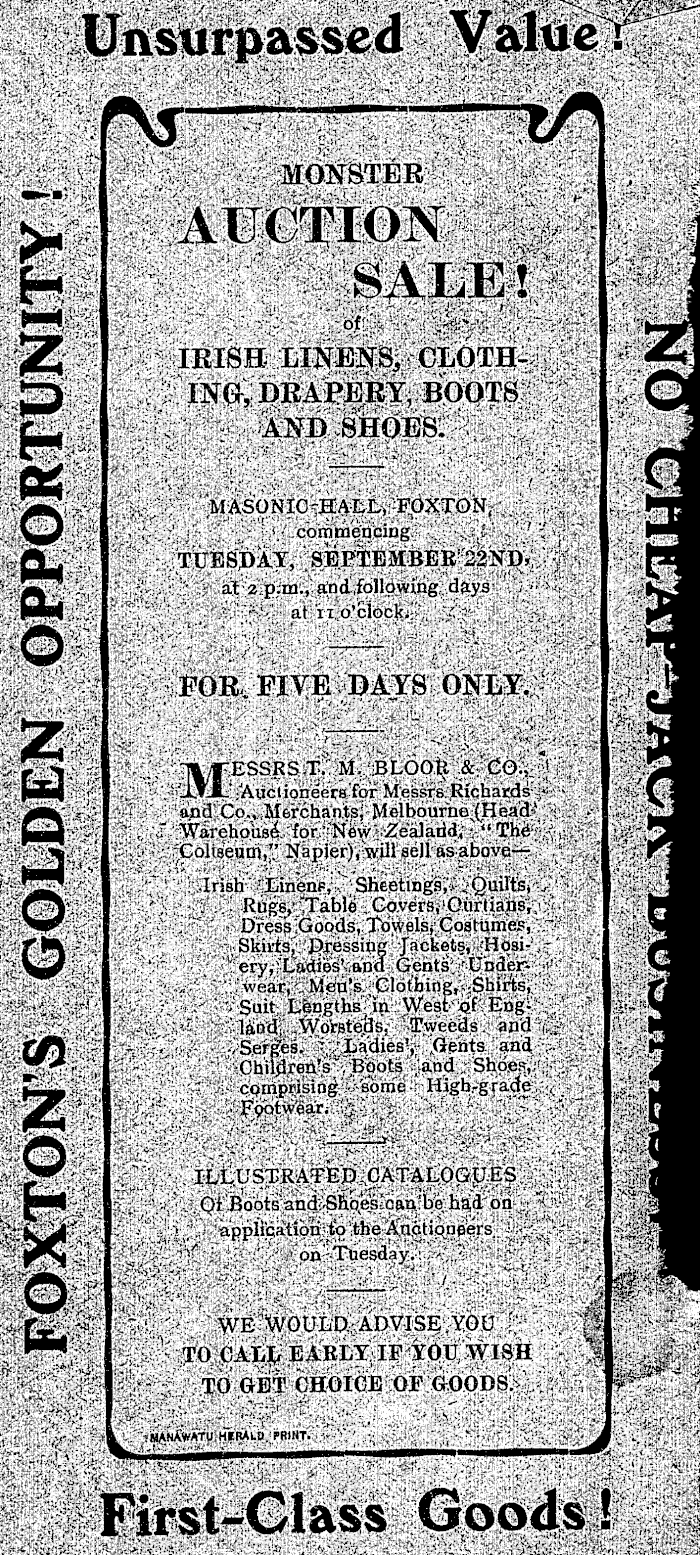 Unsurpassed Value!
FOXTON'S GOLDEN OPPORTUNITY!
MONSTER
AUCTION
SALE!
of
IRISH LINENS, CLOTH-
ING, DRAPERY, BOOTS
AND SHOES.
MASONIC HALL, FOXTON,
commencing
TUESDAY, SEPTEMBER 22ND,
at 2 p.m., and following days
at 11 o'clock.
FOR FIVE DAYS ONLY.
MESSRS T. M. BLOOR & CO.,
Auctioneers for Messrs Richards
and Co., Merchants, Melbourne (Head
Warehouse for New Zealand, "The
Coliseum," Napier), will sell as above—
Irish Linens, Sheetings, Quilts,
Rugs, Table Covers, Curtians,
Dress Goods, Towels, Costumes,
Skirts, Dressing Jackets, Hosi-
ery, Ladies' and Gents' Under-
wear, Men's Clothing, Shirts,
Suit Lengths in West of Eng-
land Worsteds, Tweeds and
Serges. Ladies', Gents and
Children's Boots and Shoes,
comprising some High-grade
Footwear.
ILLUSTRATED CATALOGUES
Of Boots and Shoes can be had on
application to the Auctioneers
on Tuesday.
WE WOULD ADVISE YOU
TO CALL EARLY IF YOU WISH
TO GET CHOICE OF GOODS.
MANAWATU HERALD PRINT.
NO CHEAP-JACK
First-Class Goods!